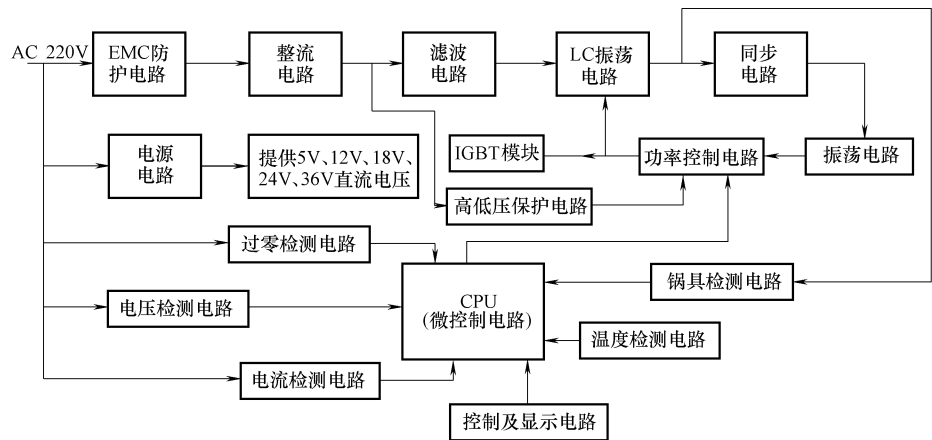 AC 220V
EMC防
护电路
整流
电路
滤波
电路
LC振荡
电路
同步
电路
电源
电路
提供5V、12V、18V、
24V、36V直流电压
IGBT模块
功率控制电路
振荡电路
高低压保护电路
过零检测电路
锅具检测电路
电压检测电路
CPU
(微控制电路)
温度检测电路
电流检测电路
控制及显示电路